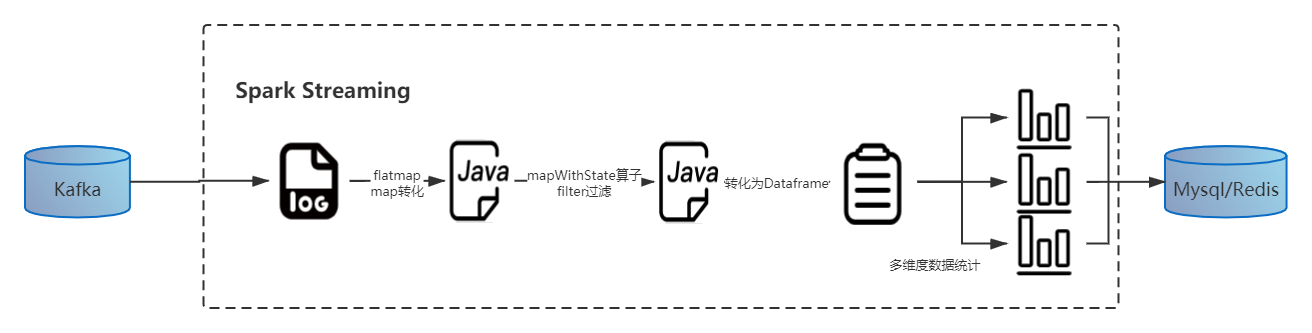 Spark Streaming
Kafka
LOG
flatmap
map转化
Java
mapWithState算子
filter过滤
Java
转化为Dataframe
多维度数据统计
Mysql/Redis